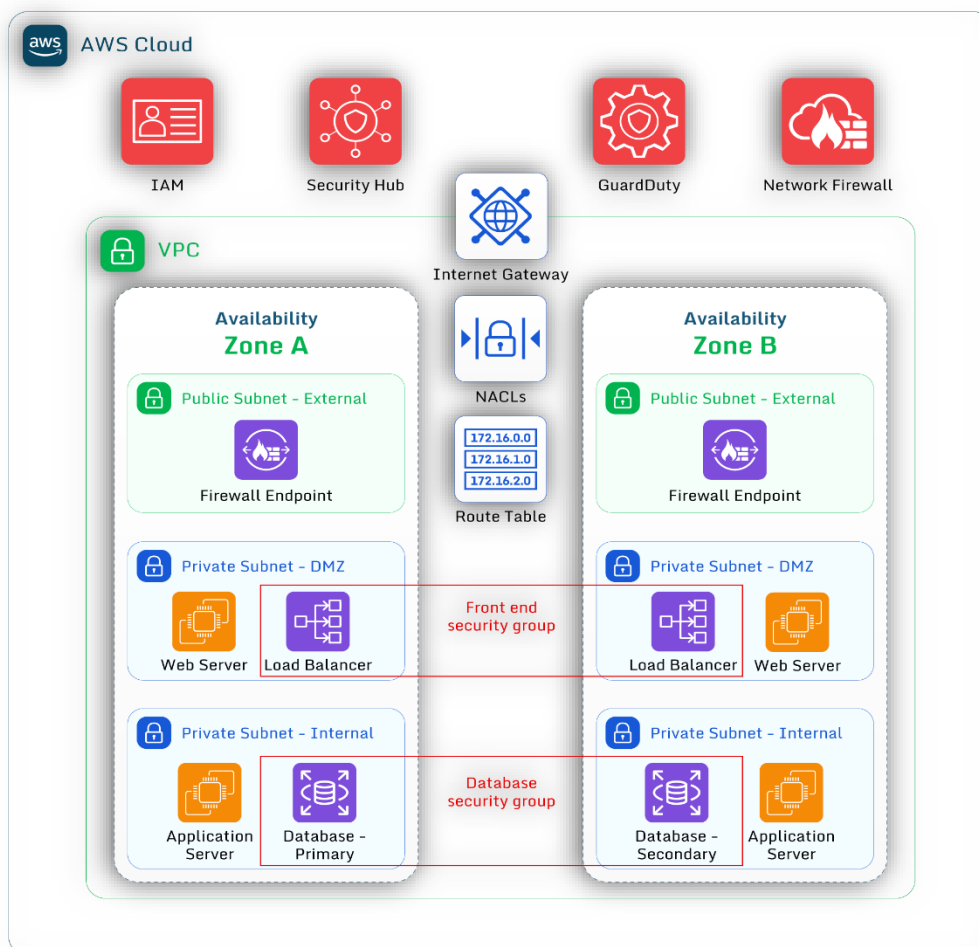 aws
AWS Cloud
IAM
Security Hub
GuardDuty
Network Firewall
VPC
Internet Gateway
NACLs
172.16.0.0
172.16.1.0
172.16.2.0
Route Table
Availability
Zone A
Public Subnet - External
Firewall Endpoint
Private Subnet - DMZ
Web Server
Load Balancer
Private Subnet - Internal
Application
Server
Database -
Primary
Front end
security group
Database
security group
Availability
Zone B
Public Subnet - External
Firewall Endpoint
Private Subnet - DMZ
Load Balancer
Web Server
Private Subnet - Internal
Database -
Secondary
Application
Server